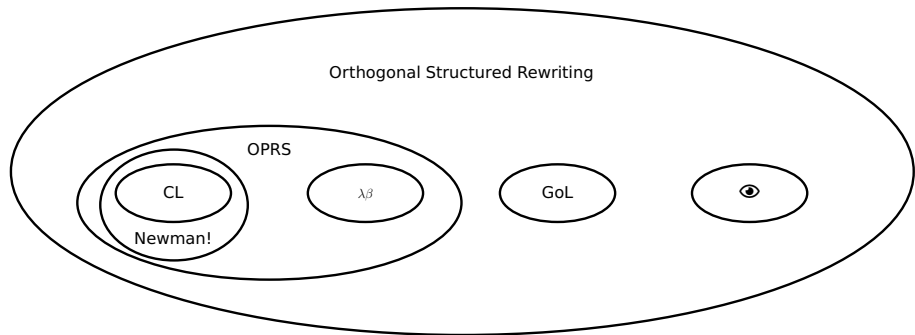 Orthogonal Structured Rewriting
OPRS
CL
λβ
GoL
Newman!